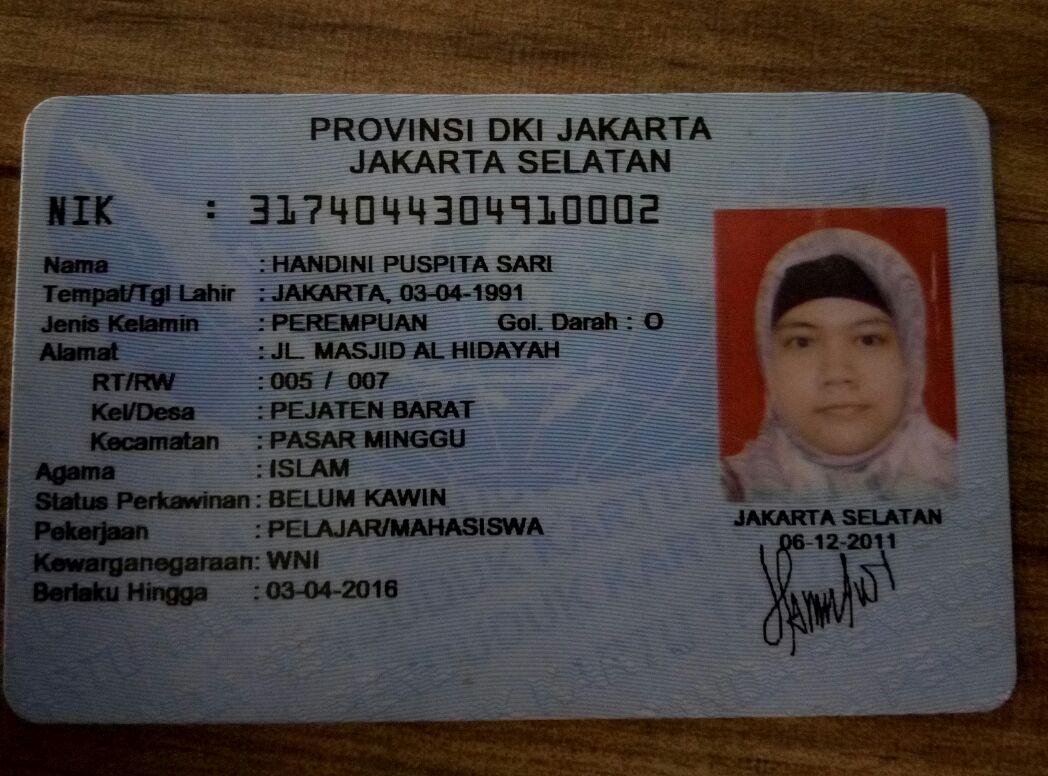 PROVINSI DKI JAKARTA
JAKARTA SELATAN
NIK : 3174044304910002
Nama : HANDINI PUSPITA SARI
Tempat/Tgl Lahir : JAKARTA, 03-04-1991
Jenis Kelamin : PEREMPUAN Gol. Darah : O
Alamat : JL. MASJID AL HIDAYAH
RT/RW : 005 / 007
Kel/Desa : PEJATEN BARAT
Kecamatan : PASAR MINGGU
Agama : ISLAM
Status Perkawinan : BELUM KAWIN
Pekerjaan : PELAJAR/MAHASISWA
Kewarganegaraan : WNI
Berlaku Hingga : 03-04-2016
JAKARTA SELATAN
06-12-2011